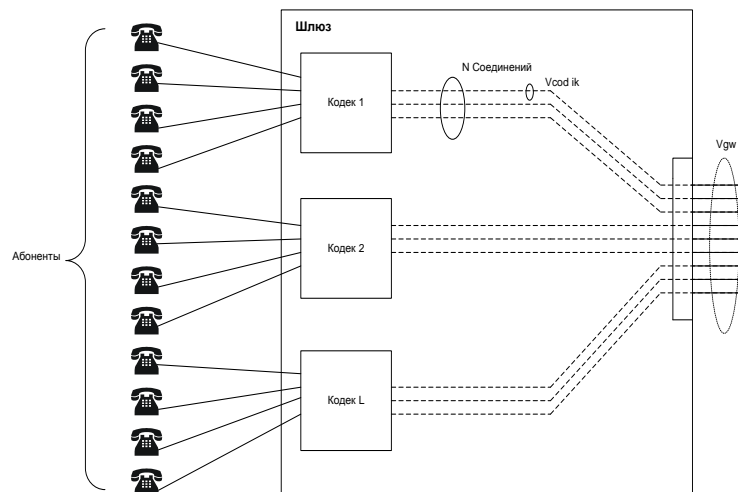 Шлюз
N Соединений
Vcod ik
Кодек 1
Vgw
Кодек 2
Абоненты
Кодек L